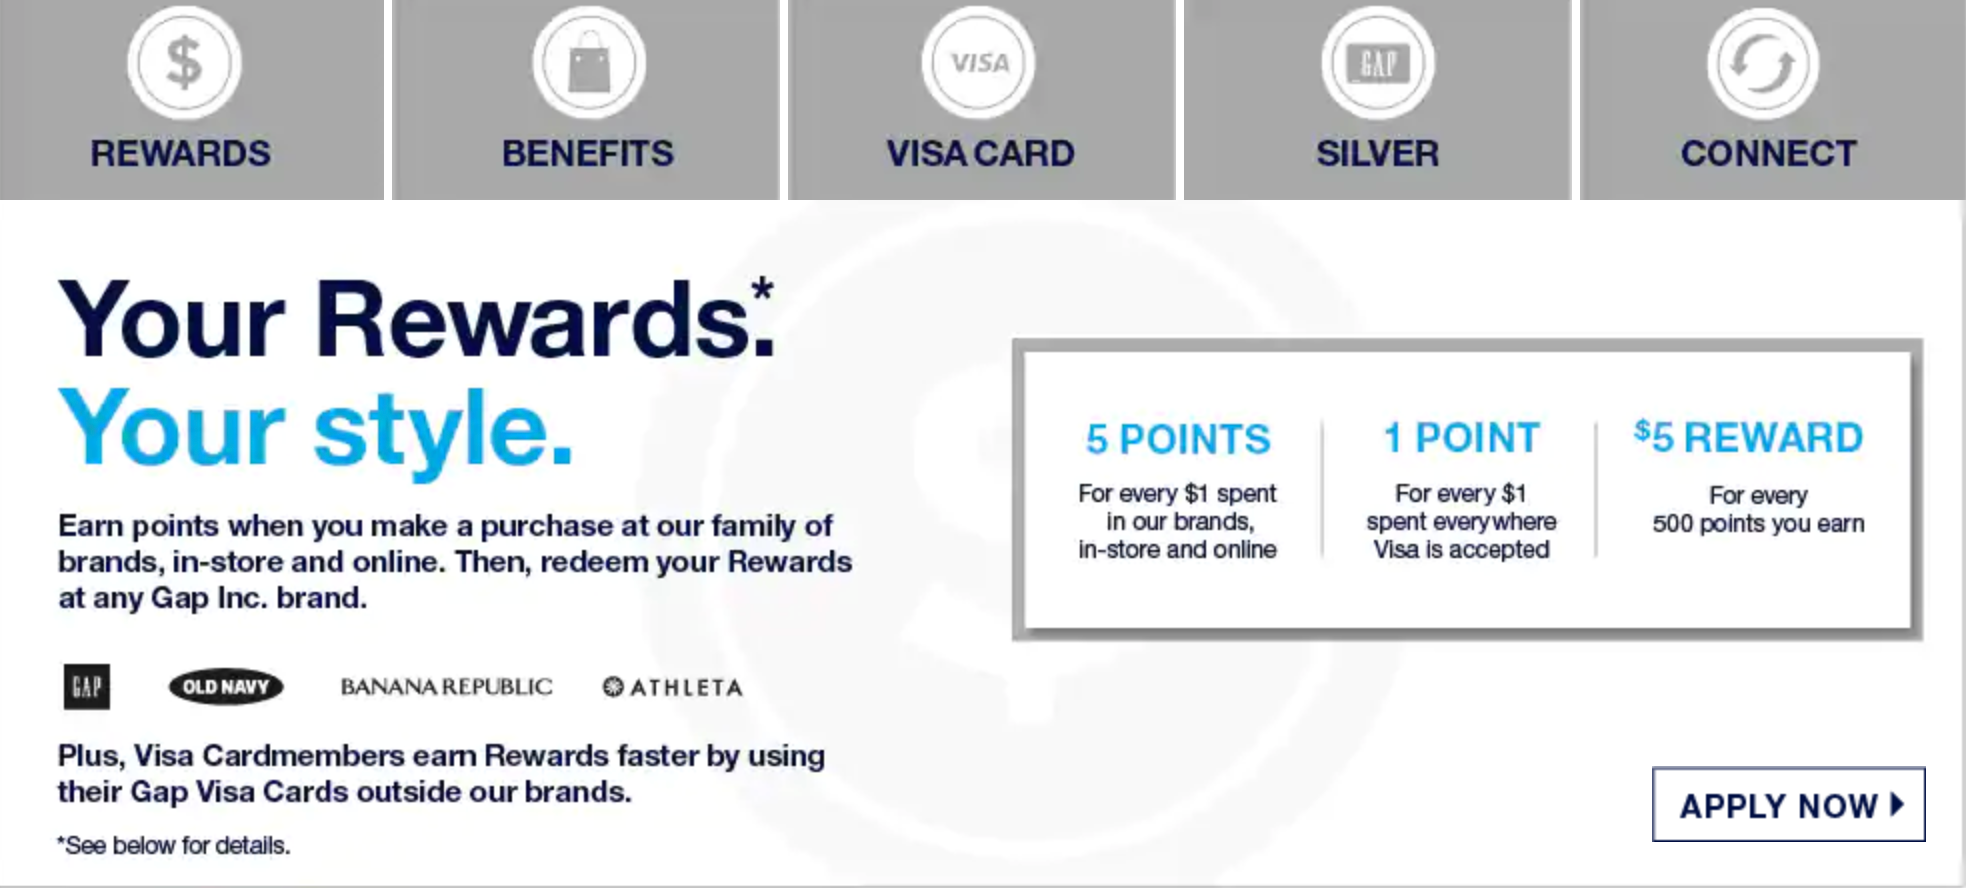 $
VISA
GAP
REWARDS
BENEFITS
VISA CARD
SILVER
CONNECT
Your Rewards.*
Your style.
Earn points when you make a purchase at our family of
brands, in-store and online. Then, redeem your Rewards
at any Gap Inc. brand.
GAP
OLD NAVY
BANANA REPUBLIC
ATHLETA
Plus, Visa Cardmembers earn Rewards faster by using
their Gap Visa Cards outside our brands.
*See below for details.
5 POINTS
For every $1 spent
in our brands,
in-store and online
1 POINT
For every $1
spent everywhere
Visa is accepted
$5 REWARD
For every
500 points you earn
APPLY NOW